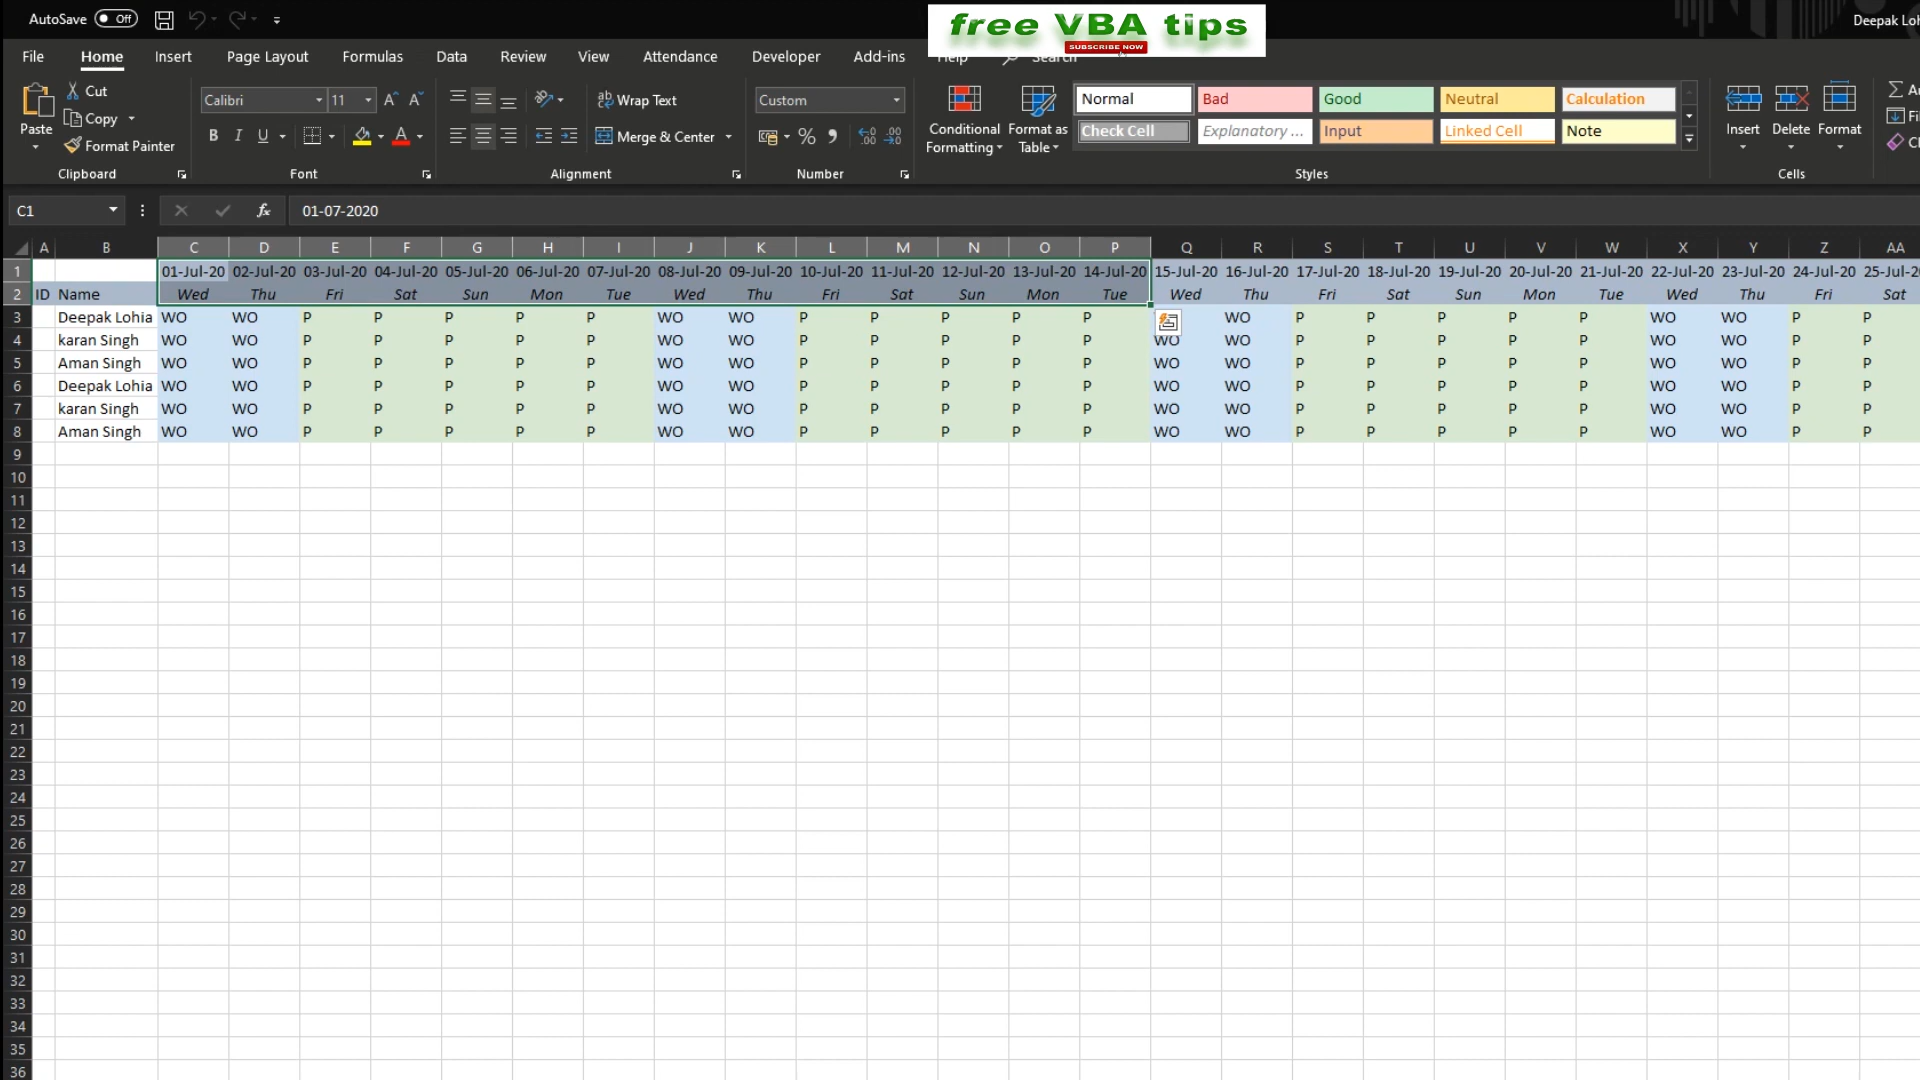 AutoSave Off
free VBA tips
SUBSCRIBE NOW
Deepak Loh
File Home Insert Page Layout Formulas Data Review View Attendance Developer Add-ins Help Search
Cut
Copy
Format Painter
Paste
Clipboard
Calibri 11
B I U
Font
Wrap Text
Merge & Center
Alignment
Custom
Number
Conditional Formatting
Format as Table
Normal Bad Good Neutral Calculation
Check Cell Explanatory ... Input Linked Cell Note
Styles
Insert Delete Format
Cells
C1 fx 01-07-2020
A B C D E F G H I J K L M N O P Q R S T U V W X Y Z AA
1 01-Jul-20 02-Jul-20 03-Jul-20 04-Jul-20 05-Jul-20 06-Jul-20 07-Jul-20 08-Jul-20 09-Jul-20 10-Jul-20 11-Jul-20 12-Jul-20 13-Jul-20 14-Jul-20 15-Jul-20 16-Jul-20 17-Jul-20 18-Jul-20 19-Jul-20 20-Jul-20 21-Jul-20 22-Jul-20 23-Jul-20 24-Jul-20 25-Jul-2
2 ID Name Wed Thu Fri Sat Sun Mon Tue Wed Thu Fri Sat Sun Mon Tue Wed Thu Fri Sat Sun Mon Tue Wed Thu Fri Sat
3 Deepak Lohia WO WO P P P P P WO WO P P P P P WO P P P P P WO WO P P
4 karan Singh WO WO P P P P P WO WO P P P P P WO WO P P P P P WO WO P P
5 Aman Singh WO WO P P P P P WO WO P P P P P WO WO P P P P P WO WO P P
6 Deepak Lohia WO WO P P P P P WO WO P P P P P WO WO P P P P P WO WO P P
7 karan Singh WO WO P P P P P WO WO P P P P P WO WO P P P P P WO WO P P
8 Aman Singh WO WO P P P P P WO WO P P P P P WO WO P P P P P WO WO P P
9
10
11
12
13
14
15
16
17
18
19
20
21
22
23
24
25
26
27
28
29
30
31
32
33
34
35
36